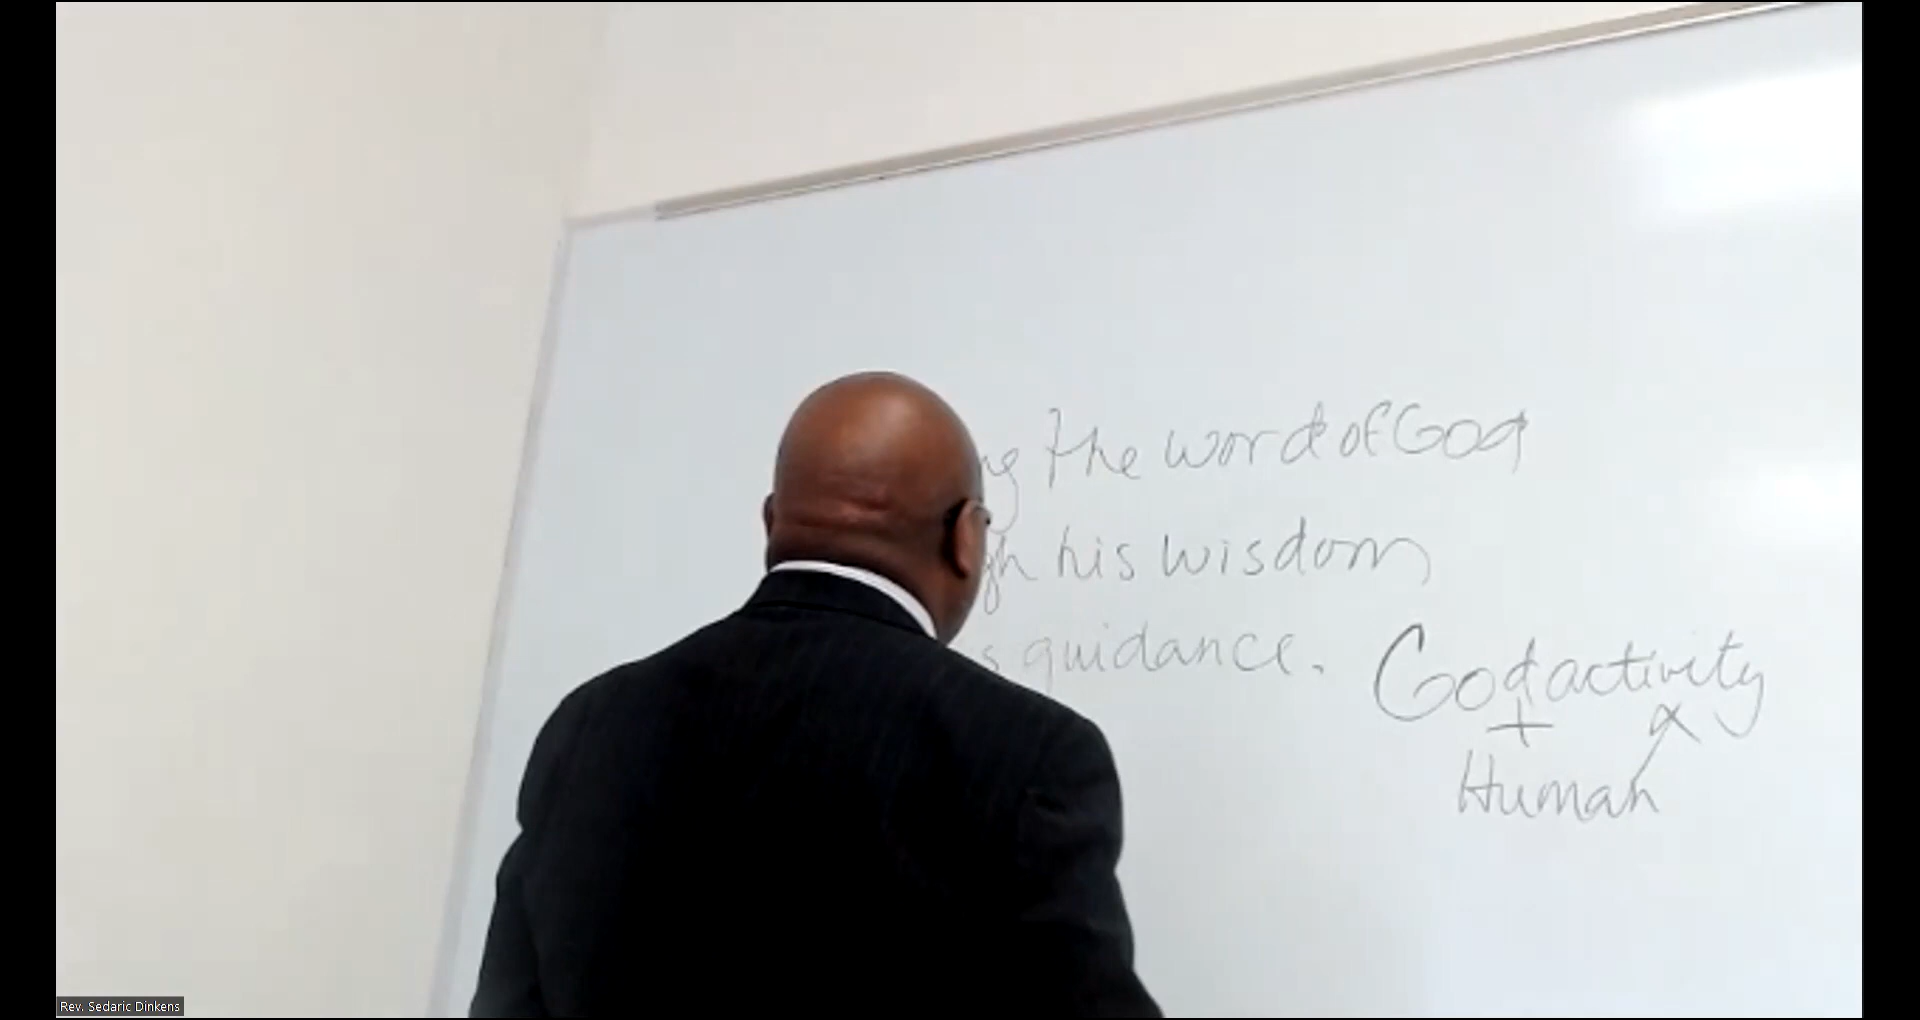 the word of God
his wisdom
guidance.
God activity
+
Human
Rev. Sedaric Dinkens